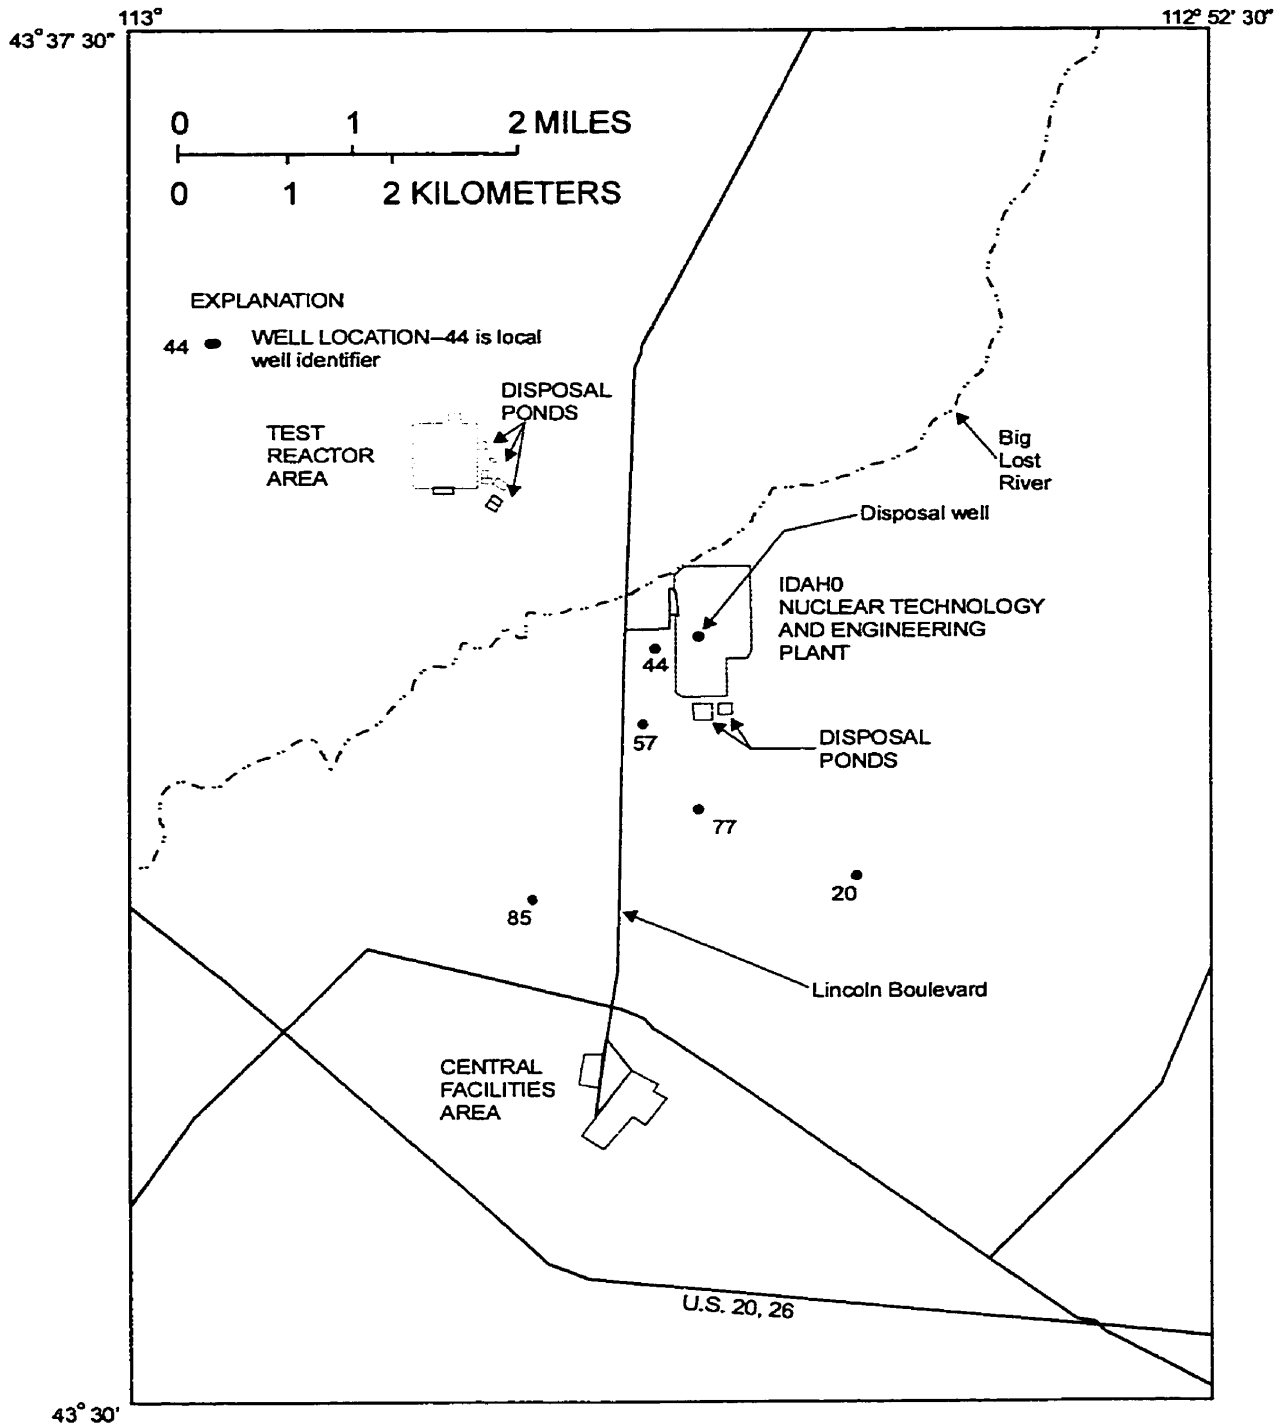 113°
112° 52' 30"
43° 37' 30"
0 1 2 MILES
0 1 2 KILOMETERS
EXPLANATION
44 WELL LOCATION–44 is local
well identifier
DISPOSAL
PONDS
TEST
REACTOR
AREA
Big
Lost
River
Disposal well
IDAH0
NUCLEAR TECHNOLOGY
AND ENGINEERING
PLANT
44
57
DISPOSAL
PONDS
77
20
85
Lincoln Boulevard
CENTRAL
FACILITIES
AREA
U.S. 20, 26
43° 30'